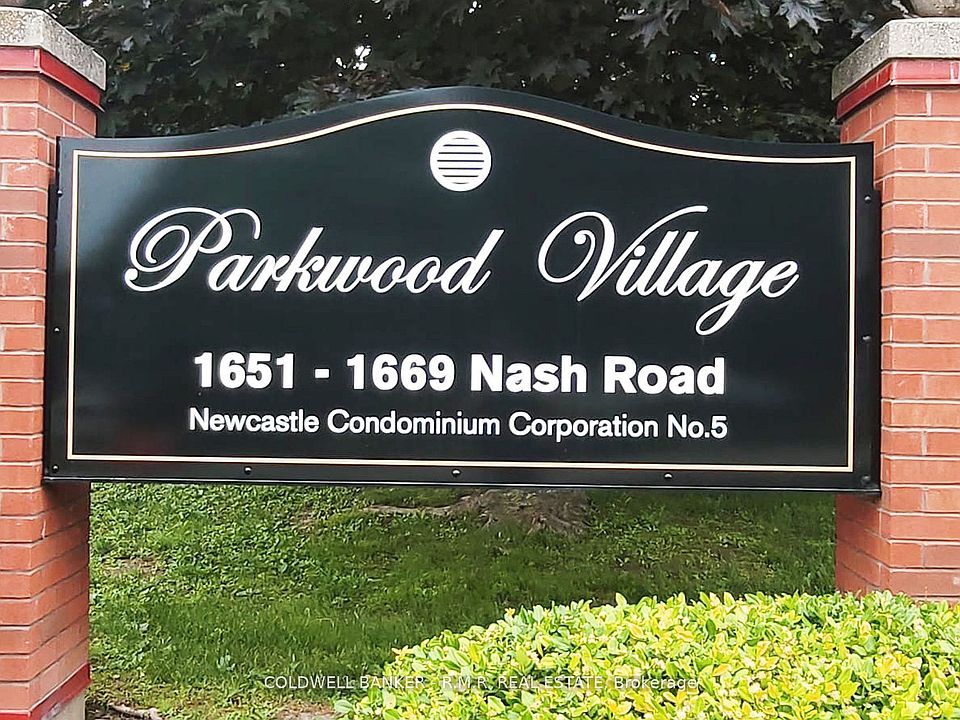 Parkwood Village
1651 - 1669 Nash Road
Newcastle Condominium Corporation No.5
COLDWELL BANKER - R.M.R. REAL ESTATE, Brokerage